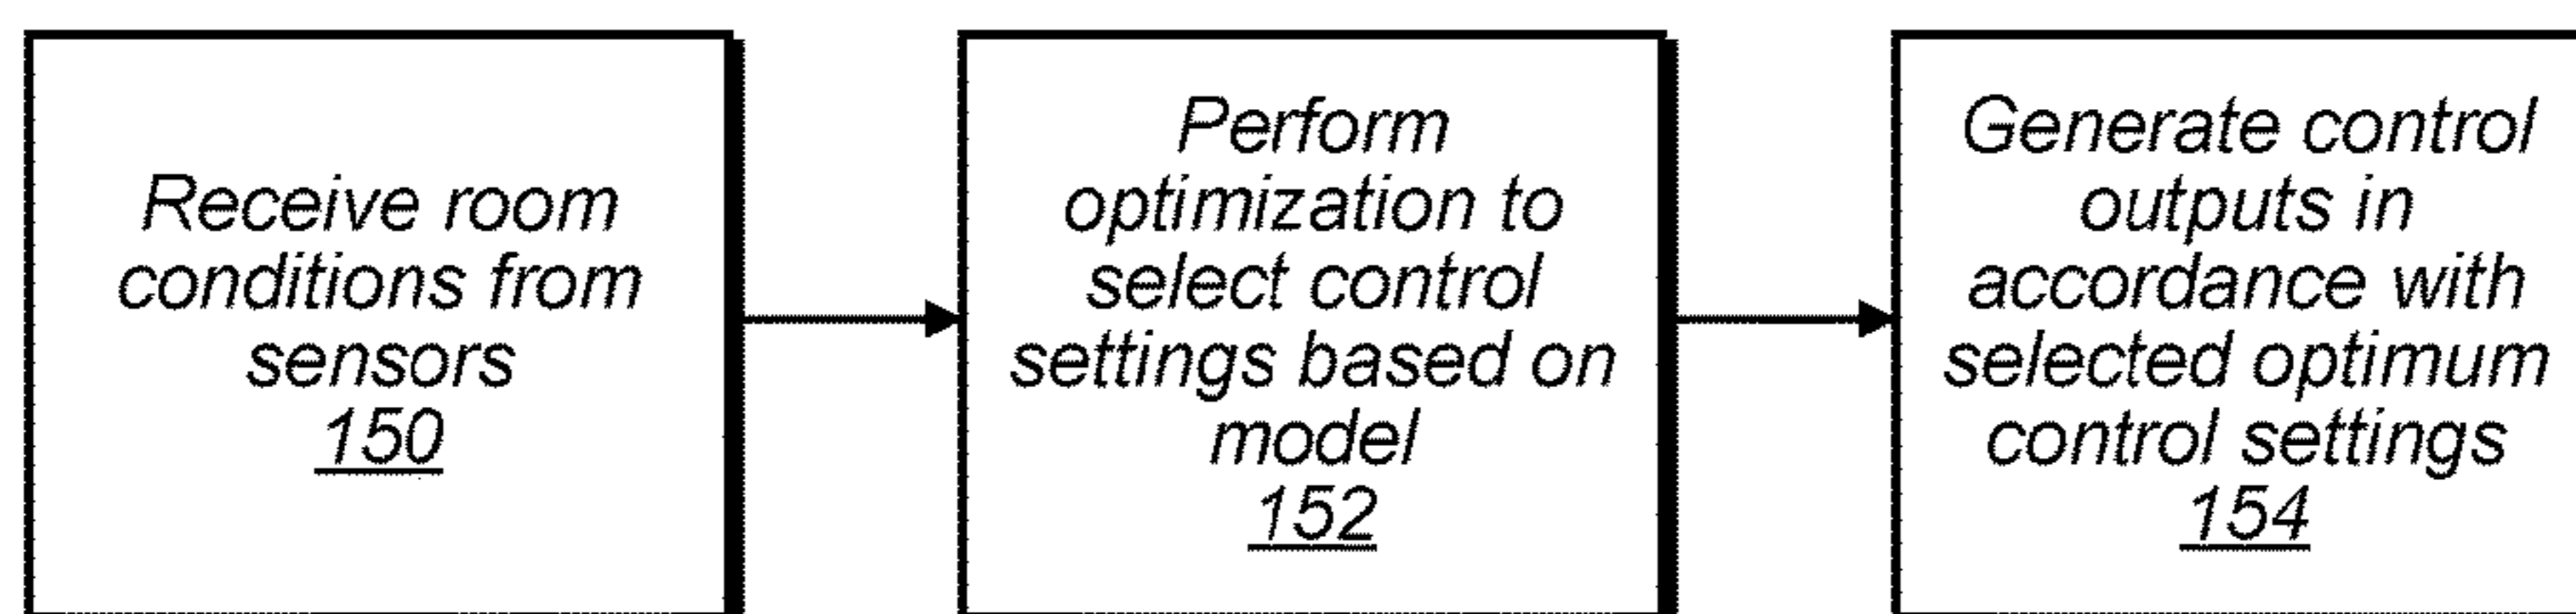 Receive room
conditions from
sensors
150
Perform
optimization to
select control
settings based on
model
152
Generate control
outputs in
accordance with
selected optimum
control settings
154